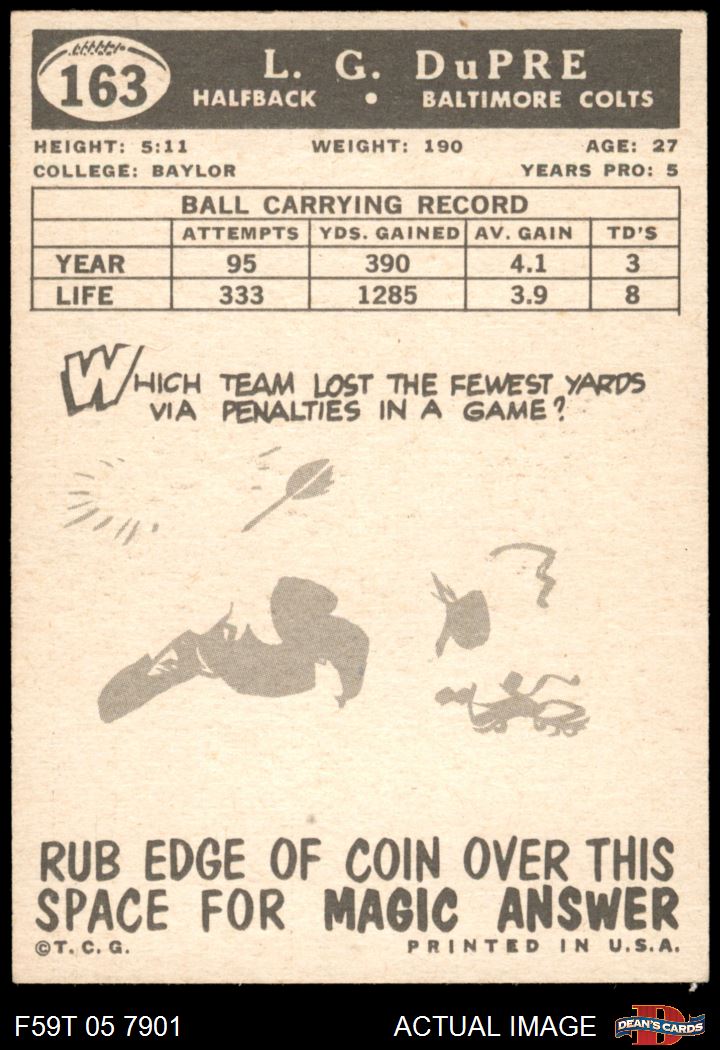 163
L. G. DuPRE
HALFBACK • BALTIMORE COLTS
HEIGHT: 5:11 WEIGHT: 190 AGE: 27
COLLEGE: BAYLOR YEARS PRO: 5
BALL CARRYING RECORD
ATTEMPTS YDS. GAINED AV. GAIN TD'S
YEAR 95 390 4.1 3
LIFE 333 1285 3.9 8
WHICH TEAM LOST THE FEWEST YARDS
VIA PENALTIES IN A GAME?
RUB EDGE OF COIN OVER THIS
SPACE FOR MAGIC ANSWER
©T. C. G. PRINTED IN U.S.A.
F59T 05 7901 ACTUAL IMAGE DEAN'S CARDS